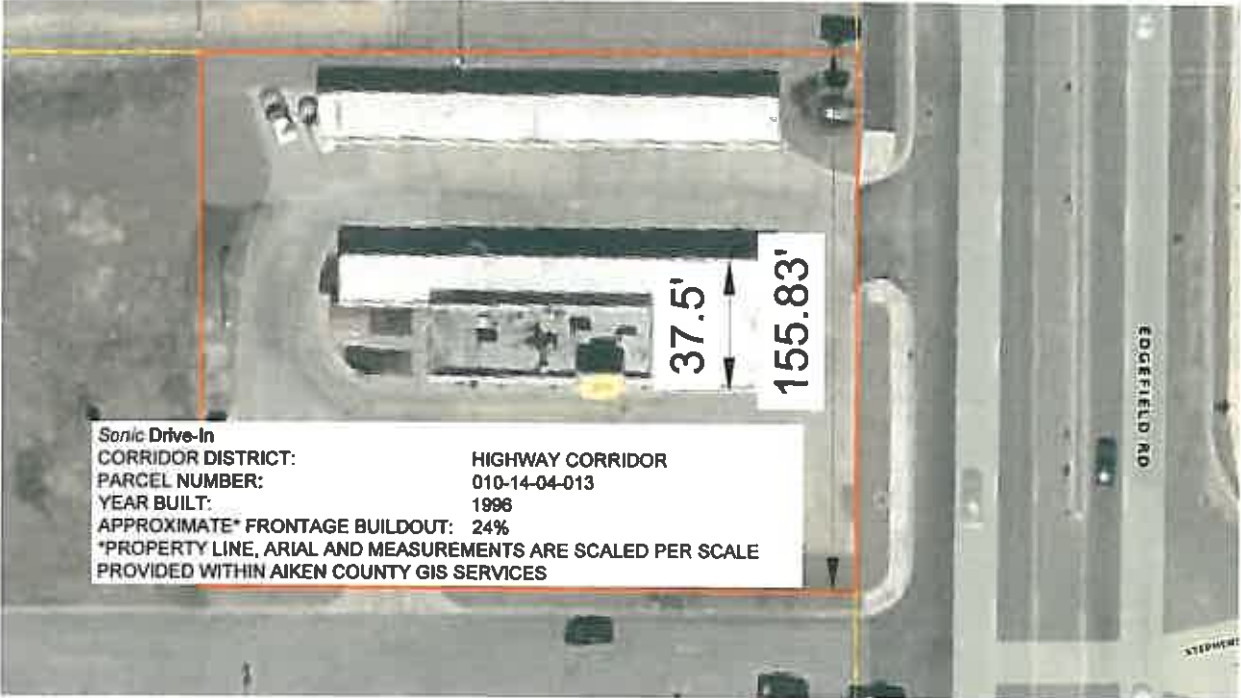 37.5'
155.83'
EDGEFIELD RD
Sonic Drive-In
CORRIDOR DISTRICT: HIGHWAY CORRIDOR
PARCEL NUMBER: 010-14-04-013
YEAR BUILT: 1996
APPROXIMATE* FRONTAGE BUILDOUT: 24%
*PROPERTY LINE, ARIAL AND MEASUREMENTS ARE SCALED PER SCALE
PROVIDED WITHIN AIKEN COUNTY GIS SERVICES